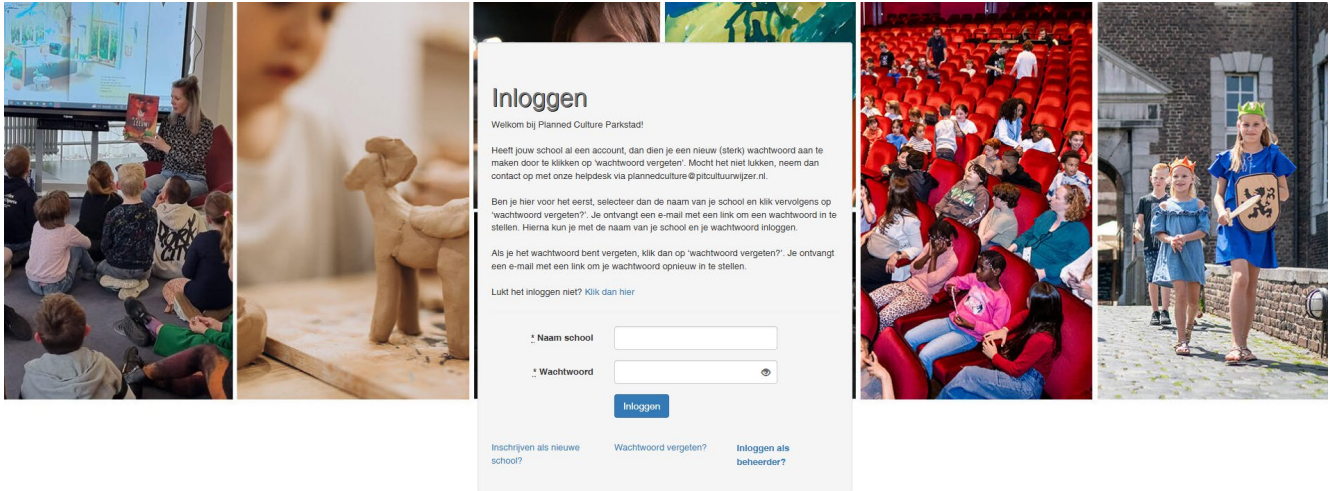 Inloggen
Welkom bij Planned Culture Parkstad!
Heeft jouw school al een account, dan dien je een nieuw (sterk) wachtwoord aan te
maken door te klikken op ‘wachtwoord vergeten’. Mocht het niet lukken, neem dan
contact op met onze helpdesk via plannedculture@pitcultuurwijzer.nl.
Ben je hier voor het eerst, selecteer dan de naam van je school en klik vervolgens op
‘wachtwoord vergeten?’. Je ontvangt een e-mail met een link om een wachtwoord in te
stellen. Hierna kun je met de naam van je school en je wachtwoord inloggen.
Als je het wachtwoord bent vergeten, klik dan op ‘wachtwoord vergeten?’. Je ontvangt
een e-mail met een link om je wachtwoord opnieuw in te stellen.
Lukt het inloggen niet? Klik dan hier
* Naam school
* Wachtwoord
Inloggen
Inschrijven als nieuwe
school?
Wachtwoord vergeten?
Inloggen als
beheerder?